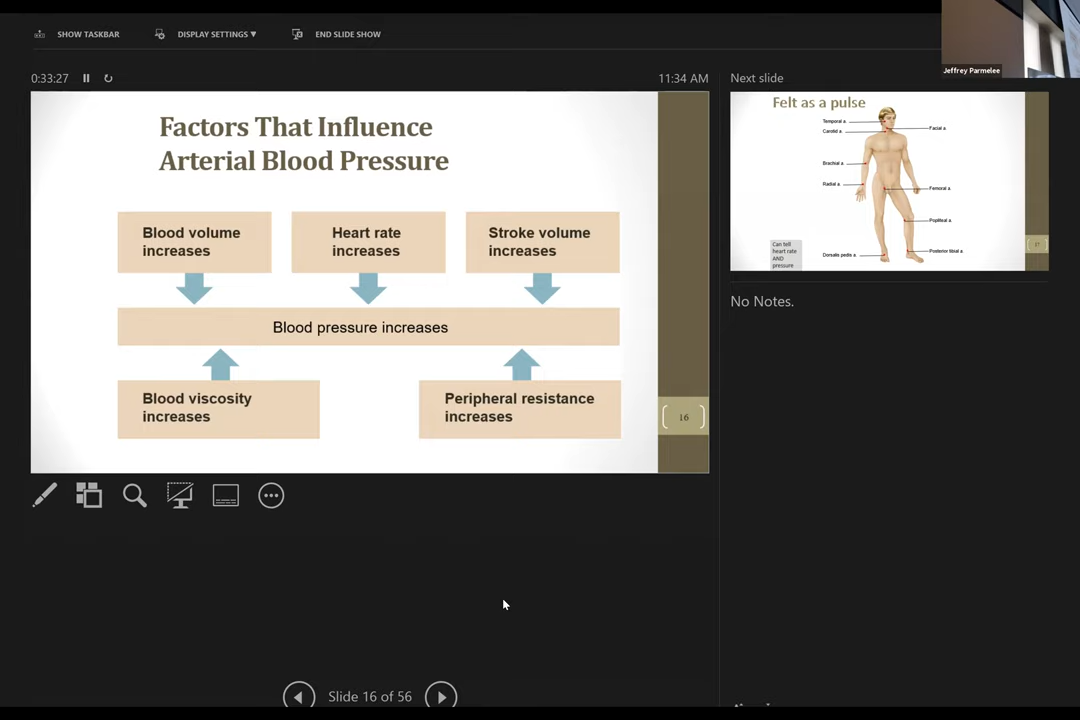 SHOW TASKBAR
DISPLAY SETTINGS ▼
END SLIDE SHOW
Jeffrey Parmelee
0:33:27
11:34 AM
Factors That Influence
Arterial Blood Pressure
Blood volume
increases
Heart rate
increases
Stroke volume
increases
Blood pressure increases
Blood viscosity
increases
Peripheral resistance
increases
16
Slide 16 of 56
Next slide
Felt as a pulse
Temporal a
Carotid a
Facial a
Brachial a
Radial a
Femoral a
Popliteal a
Dorsalis pedis a
Posterior tibial a
Can tell
heart rate
AND
pressure
17
No Notes.